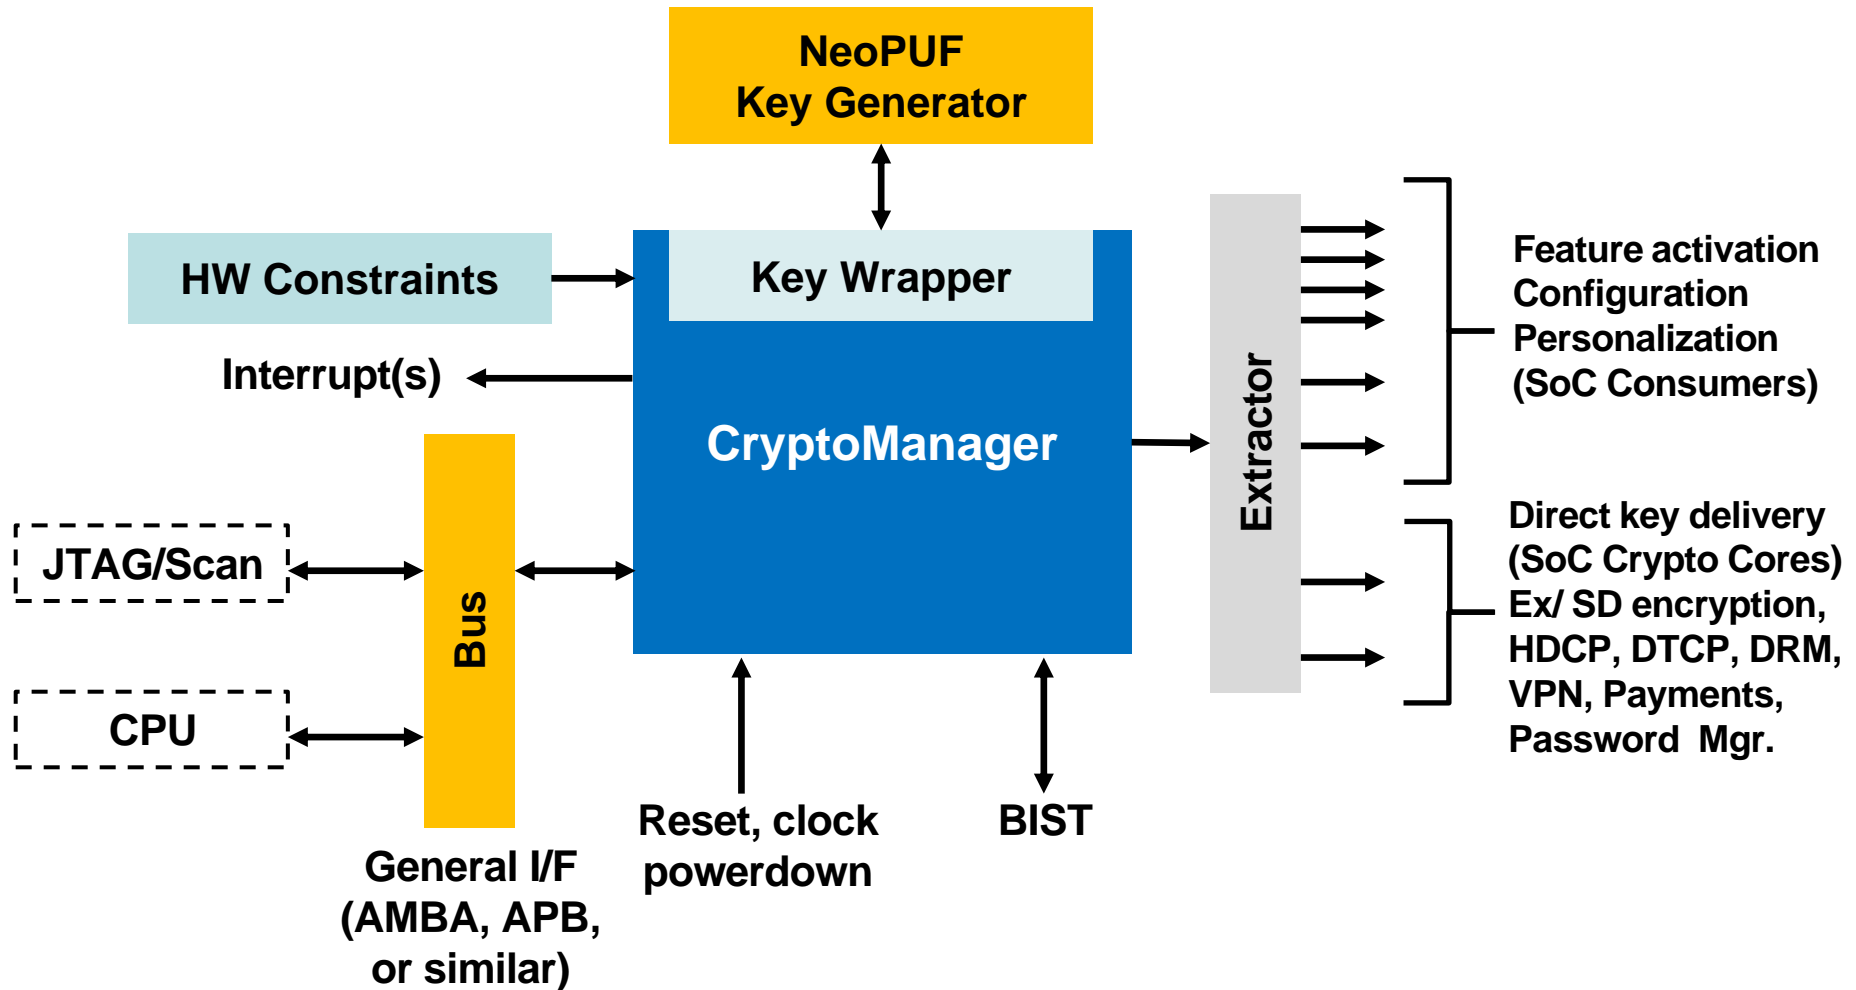 NeoPUF
Key Generator
HW Constraints
Key Wrapper
Interrupt(s)
CryptoManager
Extractor
Feature activation
Configuration
Personalization
(SoC Consumers)
JTAG/Scan
CPU
Bus
Direct key delivery
(SoC Crypto Cores)
Ex/ SD encryption,
HDCP, DTCP, DRM,
VPN, Payments,
Password  Mgr.
Reset, clock
powerdown
BIST
General I/F
(AMBA, APB,
or similar)